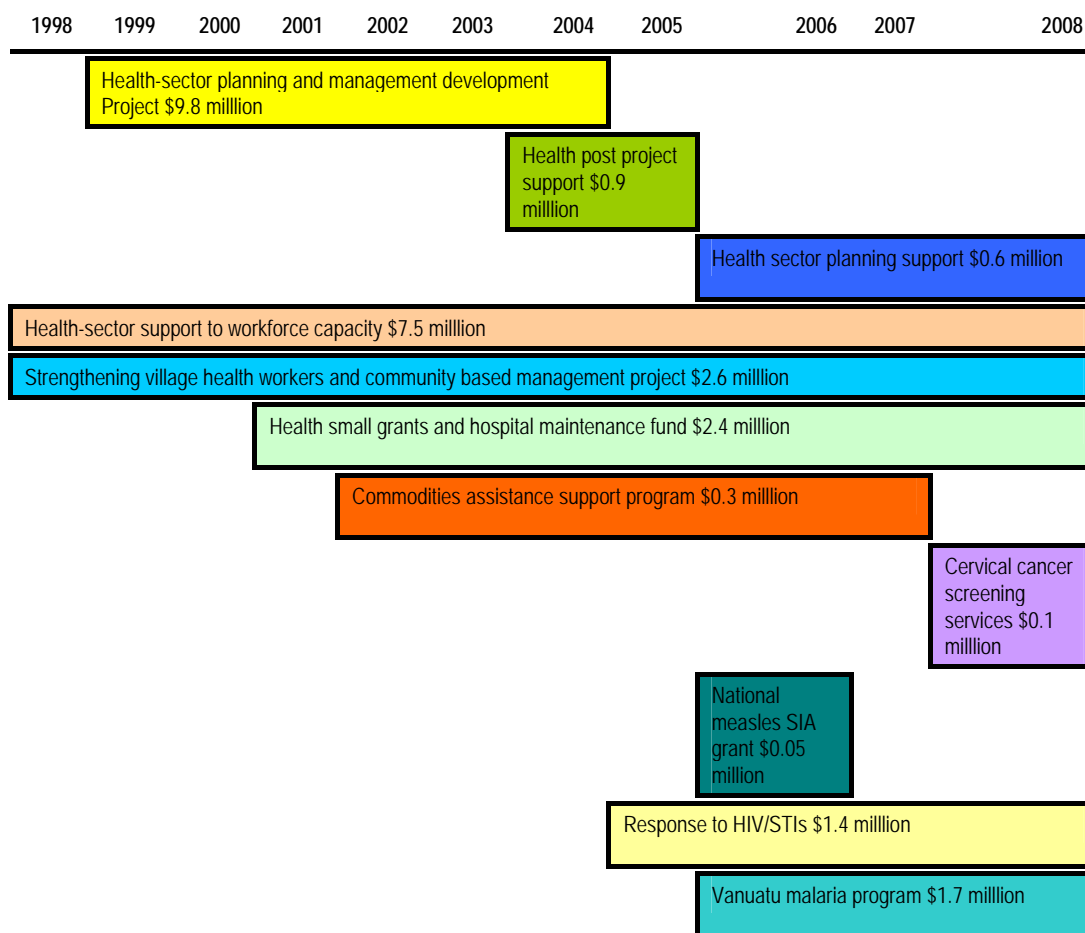 1998 1999 2000 2001 2002 2003 2004 2005 2006 2007 2008
Health-sector planning and management development
Project $9.8 milllion
Health post project
support $0.9
milllion
Health sector planning support $0.6 million
Health-sector support to workforce capacity $7.5 milllion
Strengthening village health workers and community based management project $2.6 milllion
Health small grants and hospital maintenance fund $2.4 milllion
Commodities assistance support program $0.3 milllion
Cervical cancer
screening
services $0.1
milllion
National
measles SIA
grant $0.05
million
Response to HIV/STIs $1.4 milllion
Vanuatu malaria program $1.7 milllion